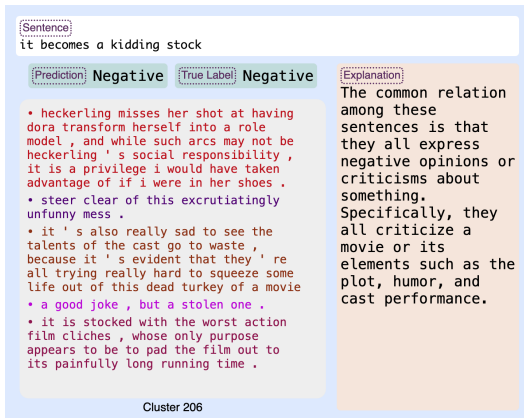 Sentence
it becomes a kidding stock
Prediction Negative True Label Negative
• heckerling misses her shot at having
dora transform herself into a role
model , and while such arcs may not be
heckerling ' s social responsibility ,
it is a privilege i would have taken
advantage of if i were in her shoes .
• steer clear of this excrutiatingly
unfunny mess .
• it ' s also really sad to see the
talents of the cast go to waste ,
because it ' s evident that they ' re
all trying really hard to squeeze some
life out of this dead turkey of a movie
• a good joke , but a stolen one .
• it is stocked with the worst action
film cliches , whose only purpose
appears to be to pad the film out to
its painfully long running time .
Cluster 206
Explanation
The common relation
among these
sentences is that
they all express
negative opinions or
criticisms about
something.
Specifically, they
all criticize a
movie or its
elements such as the
plot, humor, and
cast performance.